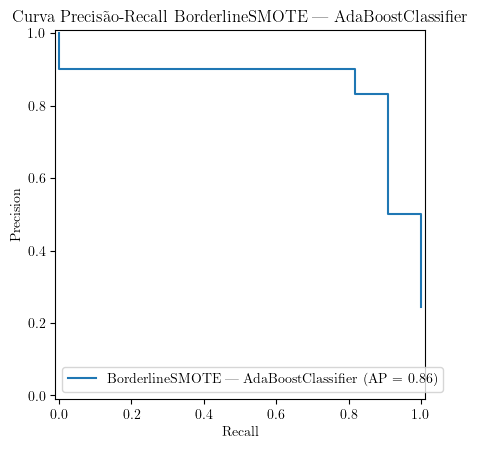 Curva Precisão-Recall BorderlineSMOTE — AdaBoostClassifier
1.0
0.8
0.6
0.4
0.2
0.0
Precision
BorderlineSMOTE — AdaBoostClassifier (AP = 0.86)
0.0 0.2 0.4 0.6 0.8 1.0
Recall